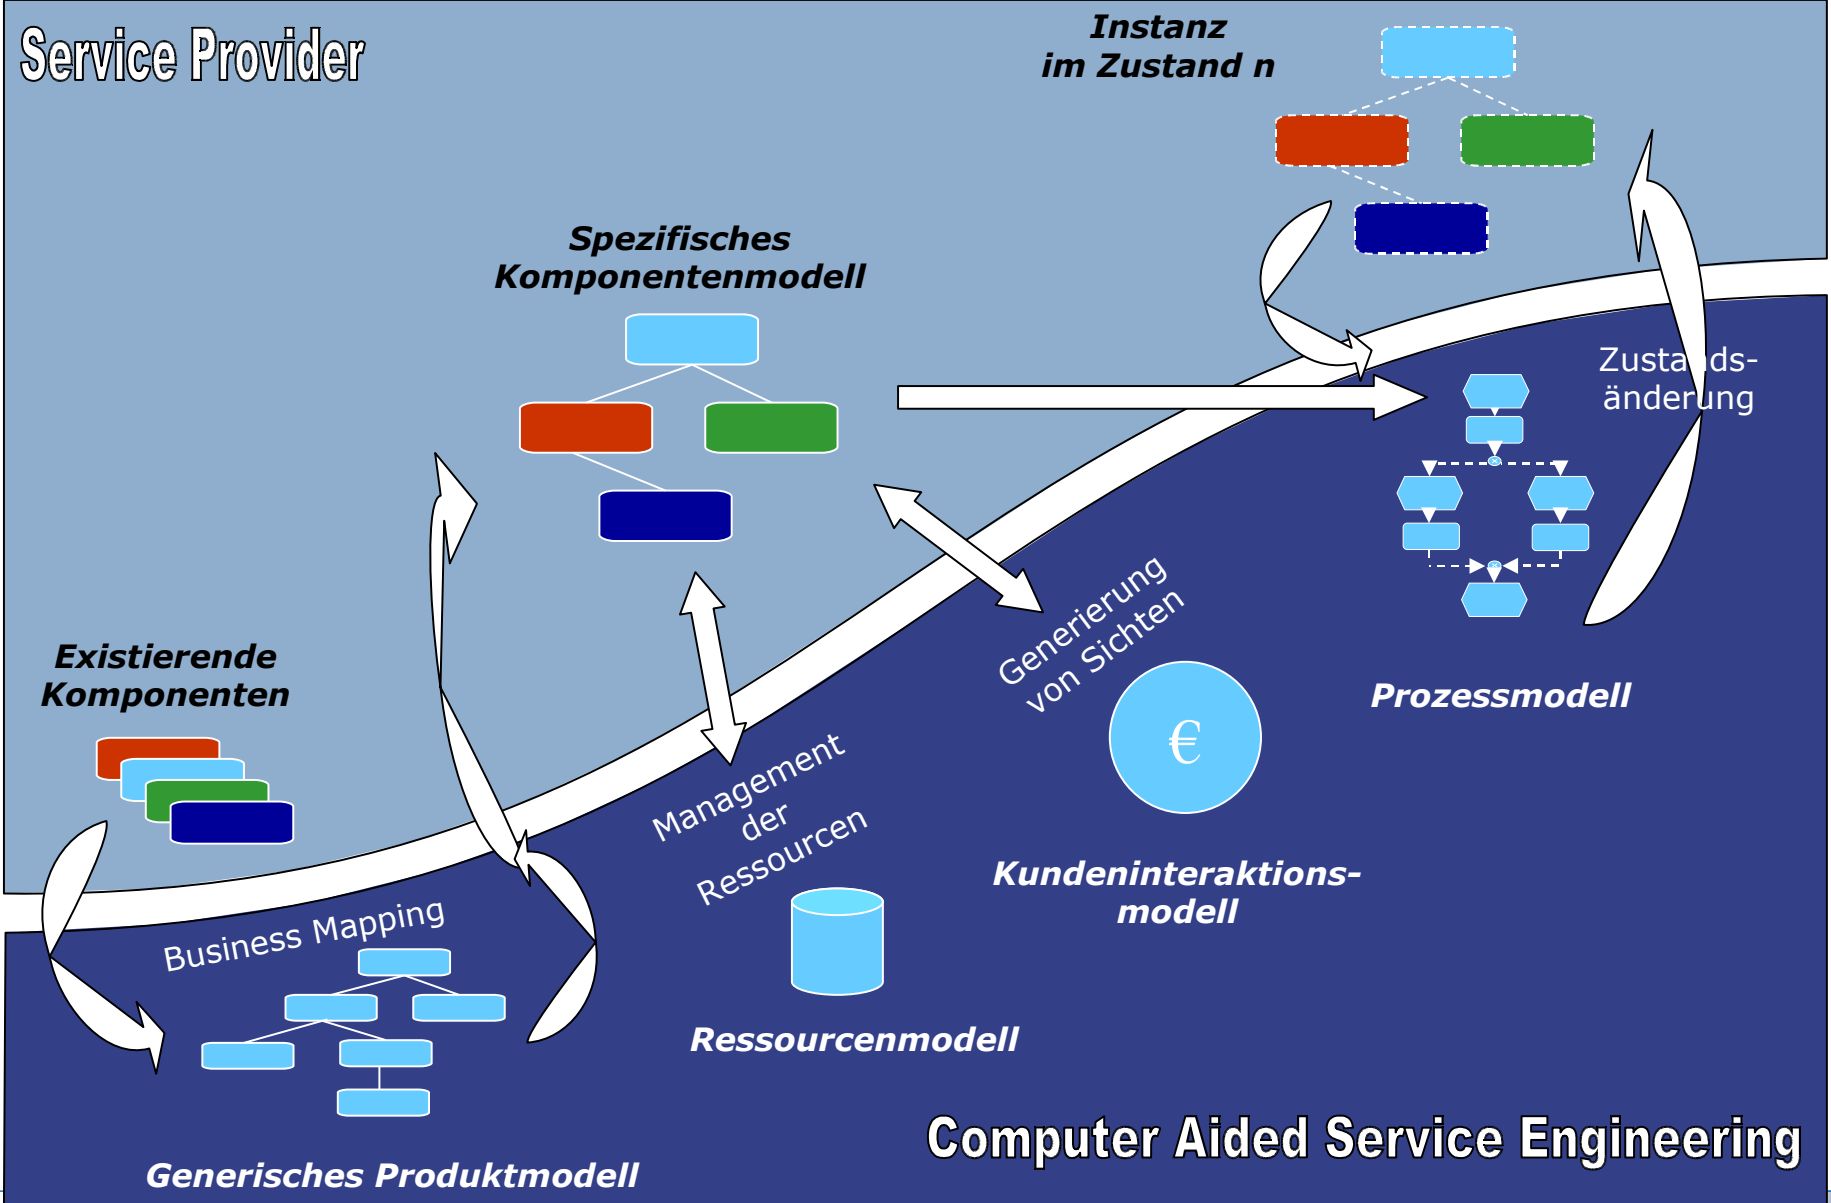 Service Provider
Instanz
im Zustand n
Spezifisches
Komponentenmodell
Zustands-
änderung
Existierende
Komponenten
Generierung
von Sichten
Prozessmodell
€
Management
der
Ressourcen
Kundeninteraktions-
modell
Business Mapping
Ressourcenmodell
Computer Aided Service Engineering
Generisches Produktmodell